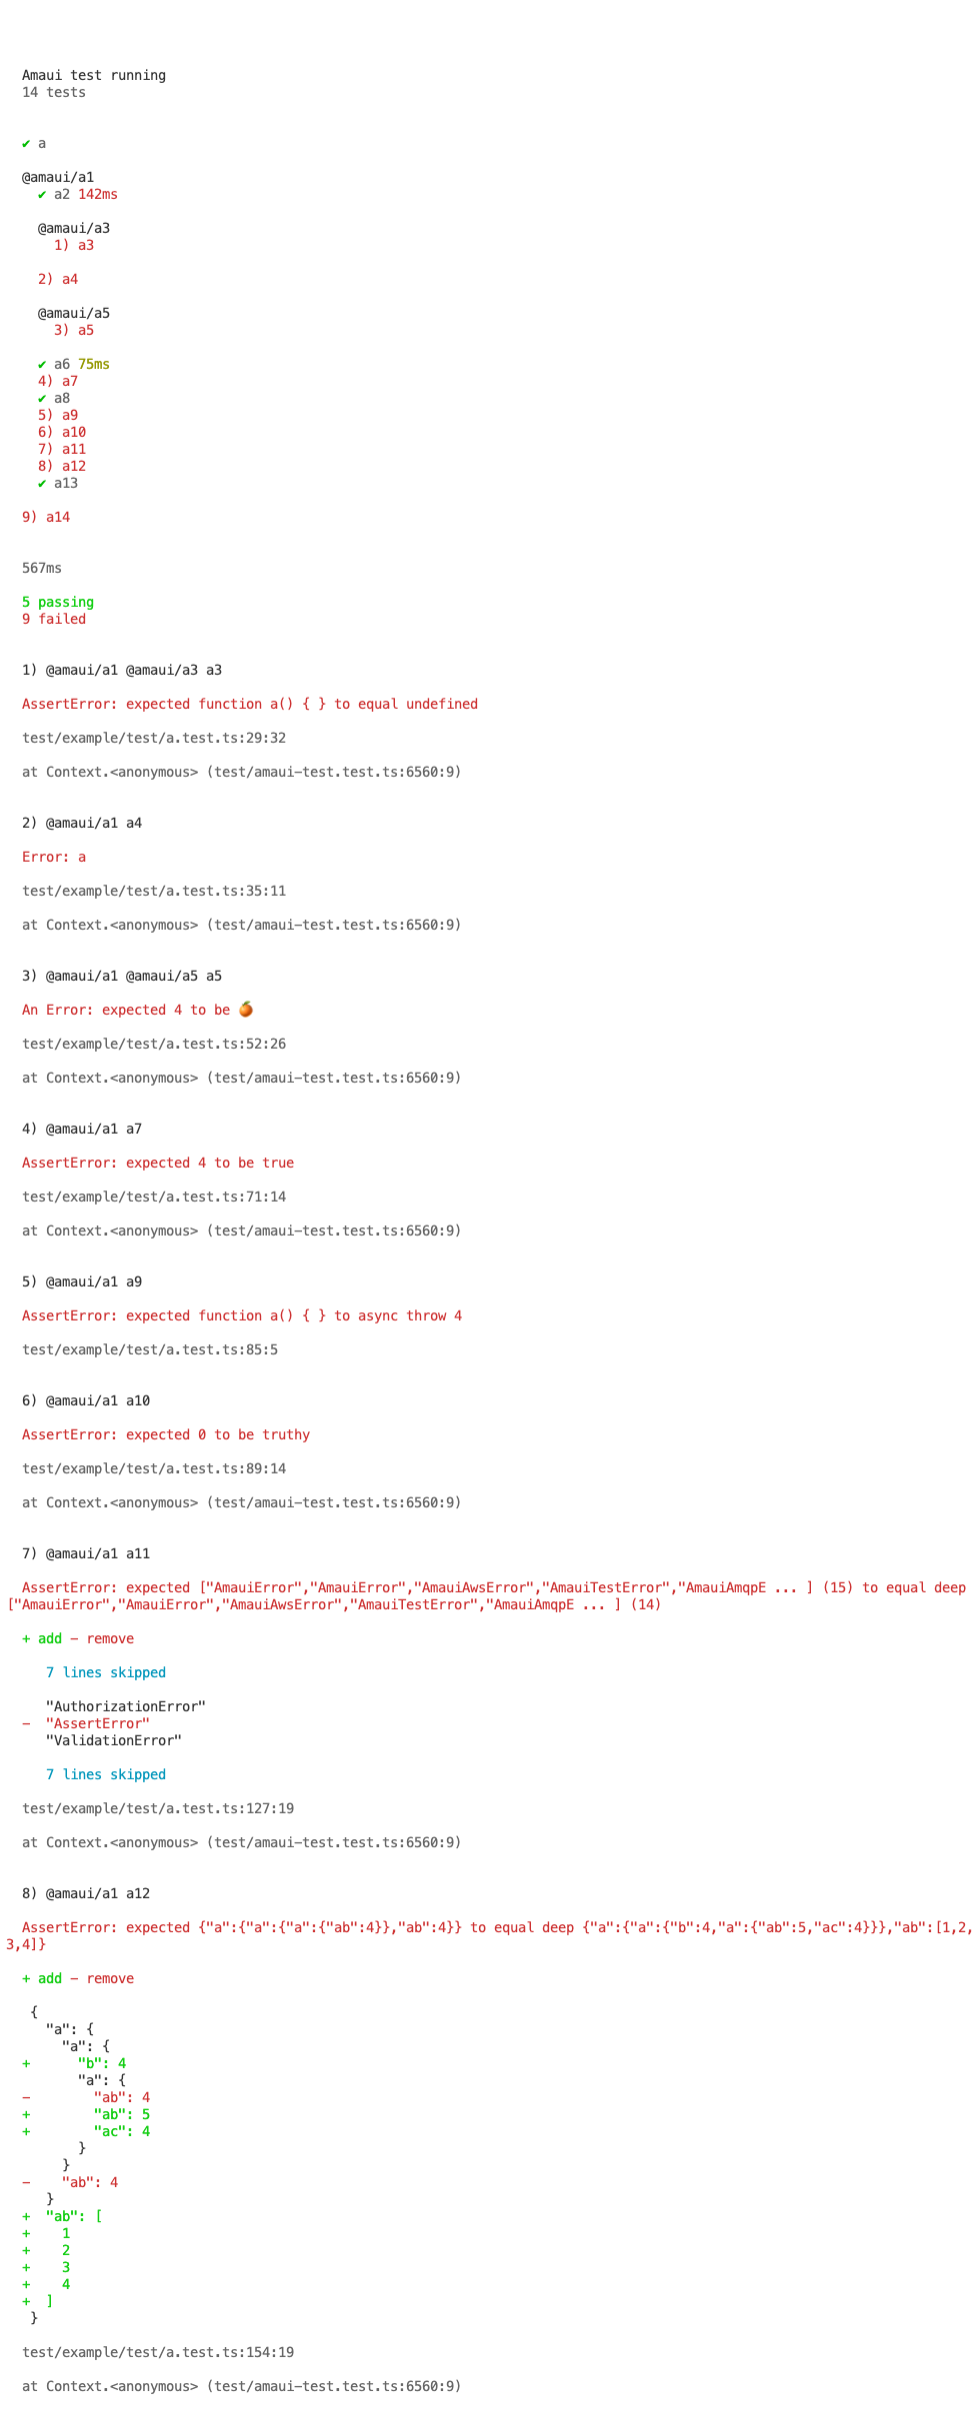 Amaui test running
14 tests
✔ a
@amaui/a1
✔ a2 142ms
@amaui/a3
1) a3
2) a4
@amaui/a5
3) a5
✔ a6 75ms
4) a7
✔ a8
5) a9
6) a10
7) a11
8) a12
✔ a13
9) a14
567ms
5 passing
9 failed
1) @amaui/a1 @amaui/a3 a3
AssertError: expected function a() { } to equal undefined
test/example/test/a.test.ts:29:32
at Context.<anonymous> (test/amaui-test.test.ts:6560:9)
2) @amaui/a1 a4
Error: a
test/example/test/a.test.ts:35:11
at Context.<anonymous> (test/amaui-test.test.ts:6560:9)
3) @amaui/a1 @amaui/a5 a5
An Error: expected 4 to be 🍊
test/example/test/a.test.ts:52:26
at Context.<anonymous> (test/amaui-test.test.ts:6560:9)
4) @amaui/a1 a7
AssertError: expected 4 to be true
test/example/test/a.test.ts:71:14
at Context.<anonymous> (test/amaui-test.test.ts:6560:9)
5) @amaui/a1 a9
AssertError: expected function a() { } to async throw 4
test/example/test/a.test.ts:85:5
6) @amaui/a1 a10
AssertError: expected 0 to be truthy
test/example/test/a.test.ts:89:14
at Context.<anonymous> (test/amaui-test.test.ts:6560:9)
7) @amaui/a1 a11
AssertError: expected ["AmauiError","AmauiError","AmauiAwsError","AmauiTestError","AmauiAmqpE ... ] (15) to equal deep
["AmauiError","AmauiError","AmauiAwsError","AmauiTestError","AmauiAmqpE ... ] (14)
+ add - remove
7 lines skipped
"AuthorizationError"
- "AssertError"
"ValidationError"
7 lines skipped
test/example/test/a.test.ts:127:19
at Context.<anonymous> (test/amaui-test.test.ts:6560:9)
8) @amaui/a1 a12
AssertError: expected {"a":{"a":{"a":{"ab":4}},"ab":4}} to equal deep {"a":{"a":{"b":4,"a":{"ab":5,"ac":4}}},"ab":[1,2,
3,4]}
+ add - remove
{
"a": {
"a": {
+ "b": 4
"a": {
- "ab": 4
+ "ab": 5
+ "ac": 4
}
}
- "ab": 4
}
+ "ab": [
+ 1
+ 2
+ 3
+ 4
+ ]
}
test/example/test/a.test.ts:154:19
at Context.<anonymous> (test/amaui-test.test.ts:6560:9)